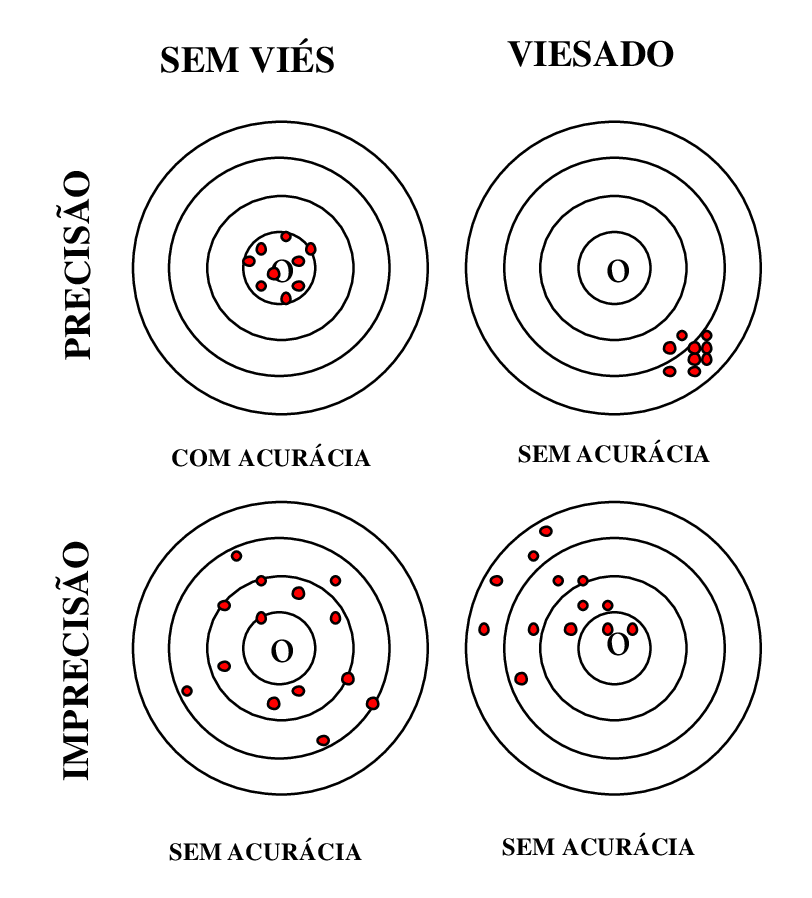 SEM VIÉS
VIESADO
PRECISÃO
O
O
COM ACURÁCIA
SEM ACURÁCIA
IMPRECISÃO
O
O
SEM ACURÁCIA
SEM ACURÁCIA